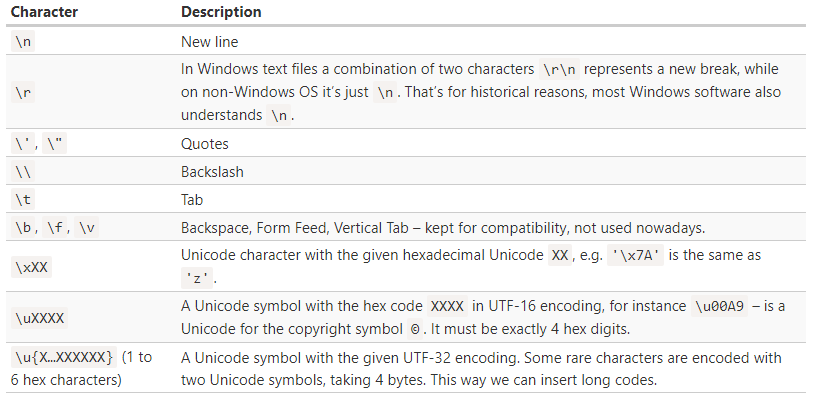 Character Description
\n New line
In Windows text files a combination of two characters \r\n represents a new break, while
\r on non-Windows OS it’s just \n . That’s for historical reasons, most Windows software also
understands \n .
\', \" Quotes
\\ Backslash
\t Tab
\b, \f, \v Backspace, Form Feed, Vertical Tab – kept for compatibility, not used nowadays.
\xXX Unicode character with the given hexadecimal Unicode XX, e.g. '\x7A' is the same as
'z'.
\uXXXX A Unicode symbol with the hex code XXXX in UTF-16 encoding, for instance \u00A9 – is a
Unicode for the copyright symbol ©. It must be exactly 4 hex digits.
\u{X…XXXXXX} (1 to A Unicode symbol with the given UTF-32 encoding. Some rare characters are encoded with
6 hex characters) two Unicode symbols, taking 4 bytes. This way we can insert long codes.